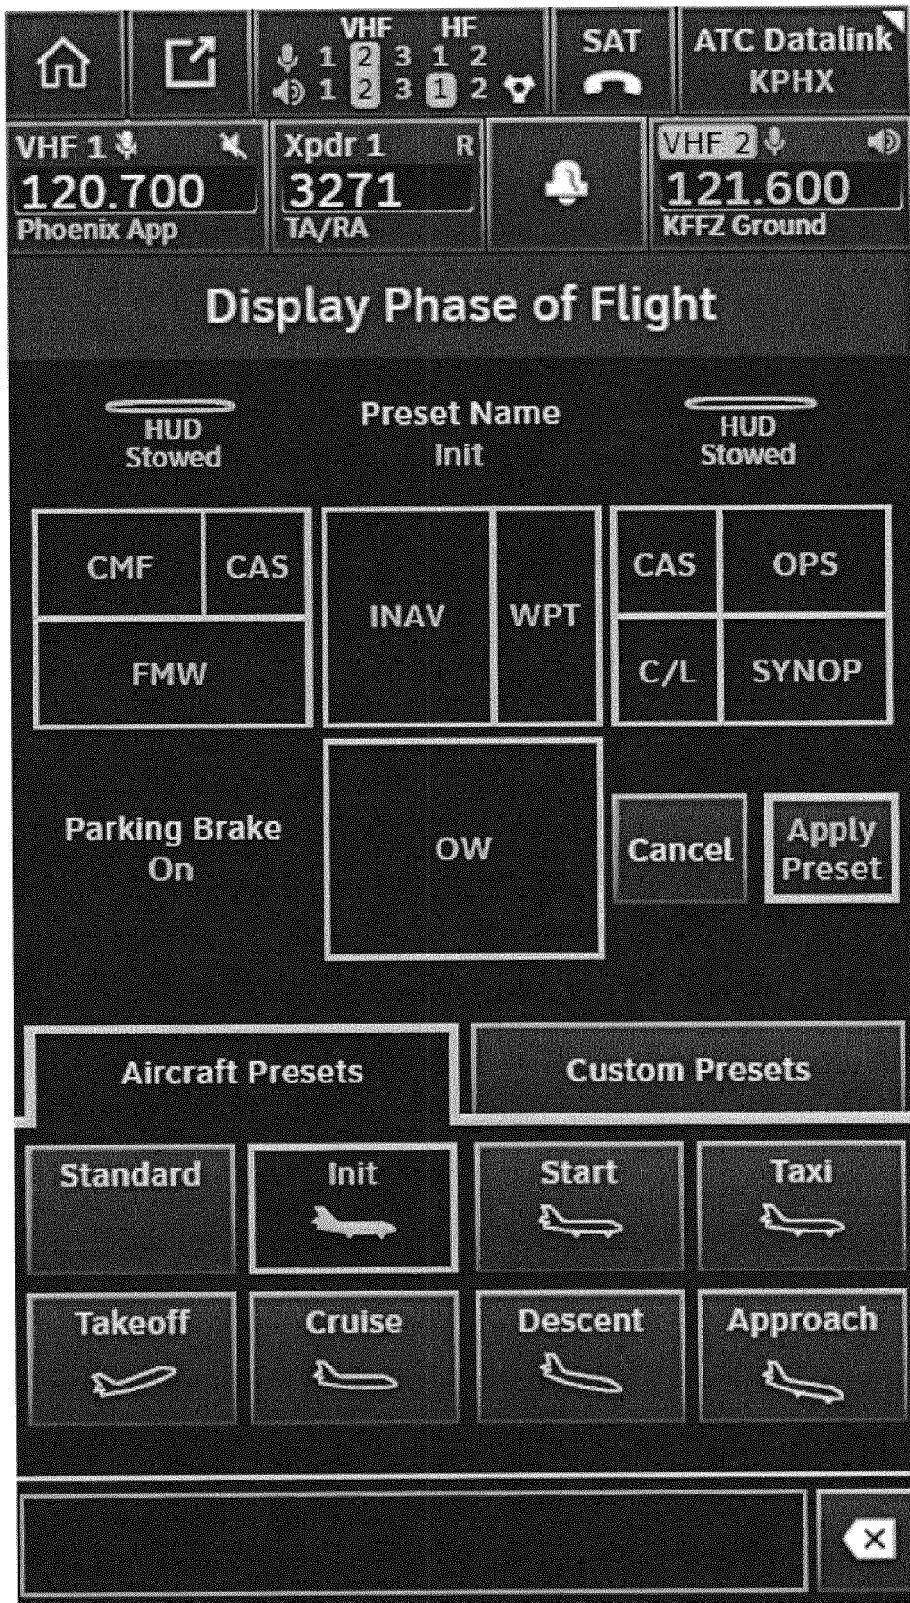 VHF HF
1 2 3 1 2
1 2 3 1 2
SAT
ATC Datalink
KPHX
VHF 1
120.700
Phoenix App
Xpdr 1 R
3271
TA/RA
VHF 2
121.600
KFFZ Ground
Display Phase of Flight
HUD
Stowed
Preset Name
Init
HUD
Stowed
CMF
CAS
FMW
INAV
WPT
CAS
OPS
C/L
SYNOP
Parking Brake
On
OW
Cancel
Apply
Preset
Aircraft Presets
Custom Presets
Standard
Init
Start
Taxi
Takeoff
Cruise
Descent
Approach